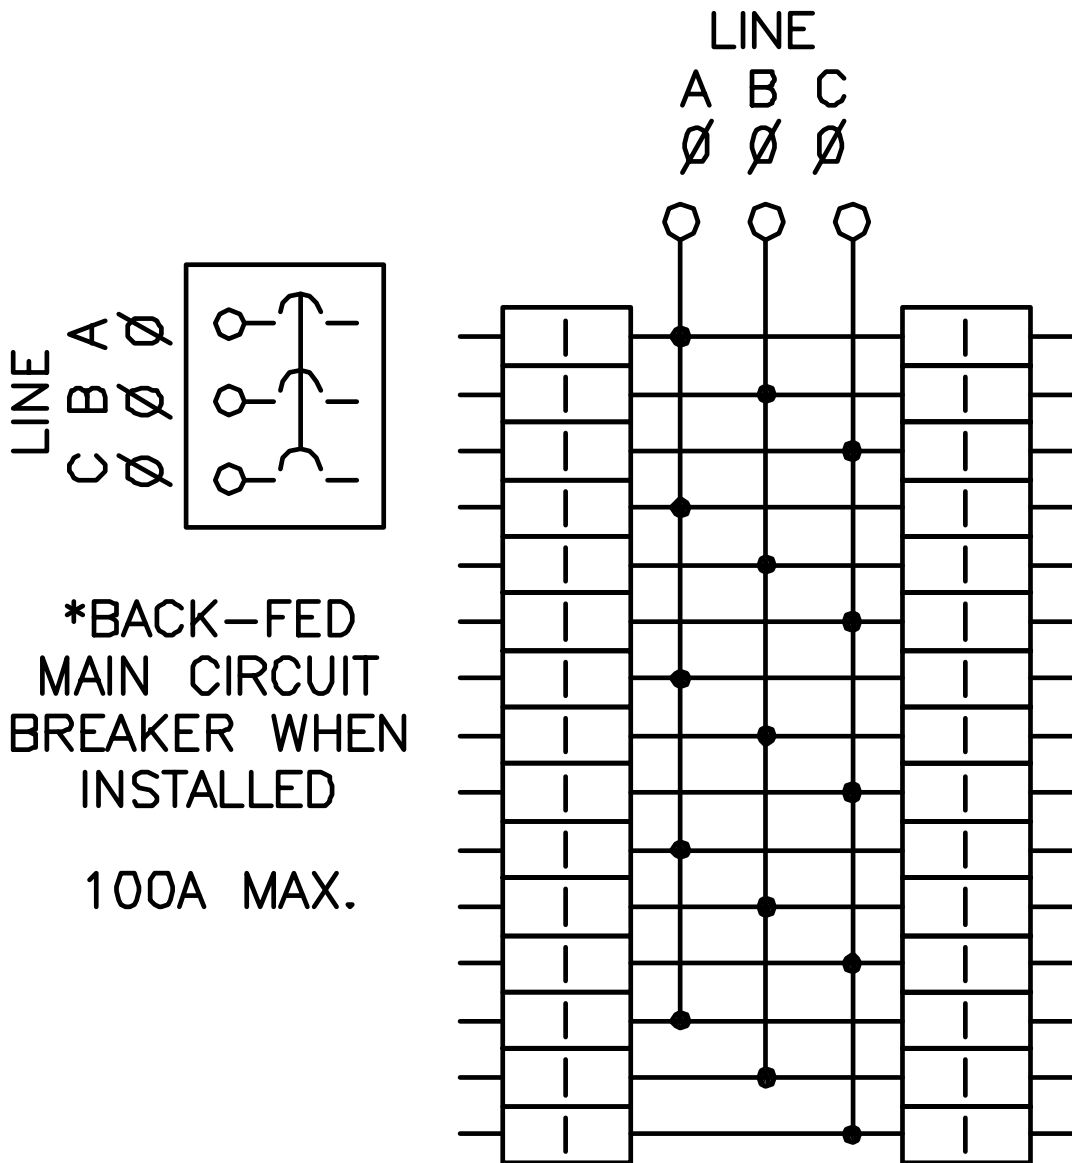 LINE
A B C
Ø Ø Ø
LINE
A Ø
B Ø
C Ø
*BACK-FED
MAIN CIRCUIT
BREAKER WHEN
INSTALLED
100A MAX.